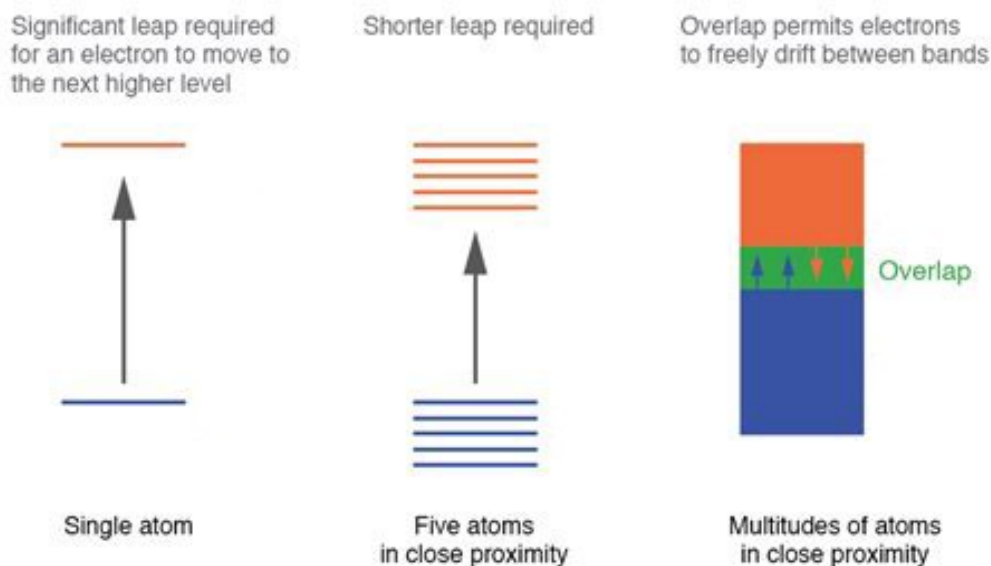 Significant leap required
for an electron to move to
the next higher level
Shorter leap required
Overlap permits electrons
to freely drift between bands
Overlap
Single atom
Five atoms
in close proximity
Multitudes of atoms
in close proximity